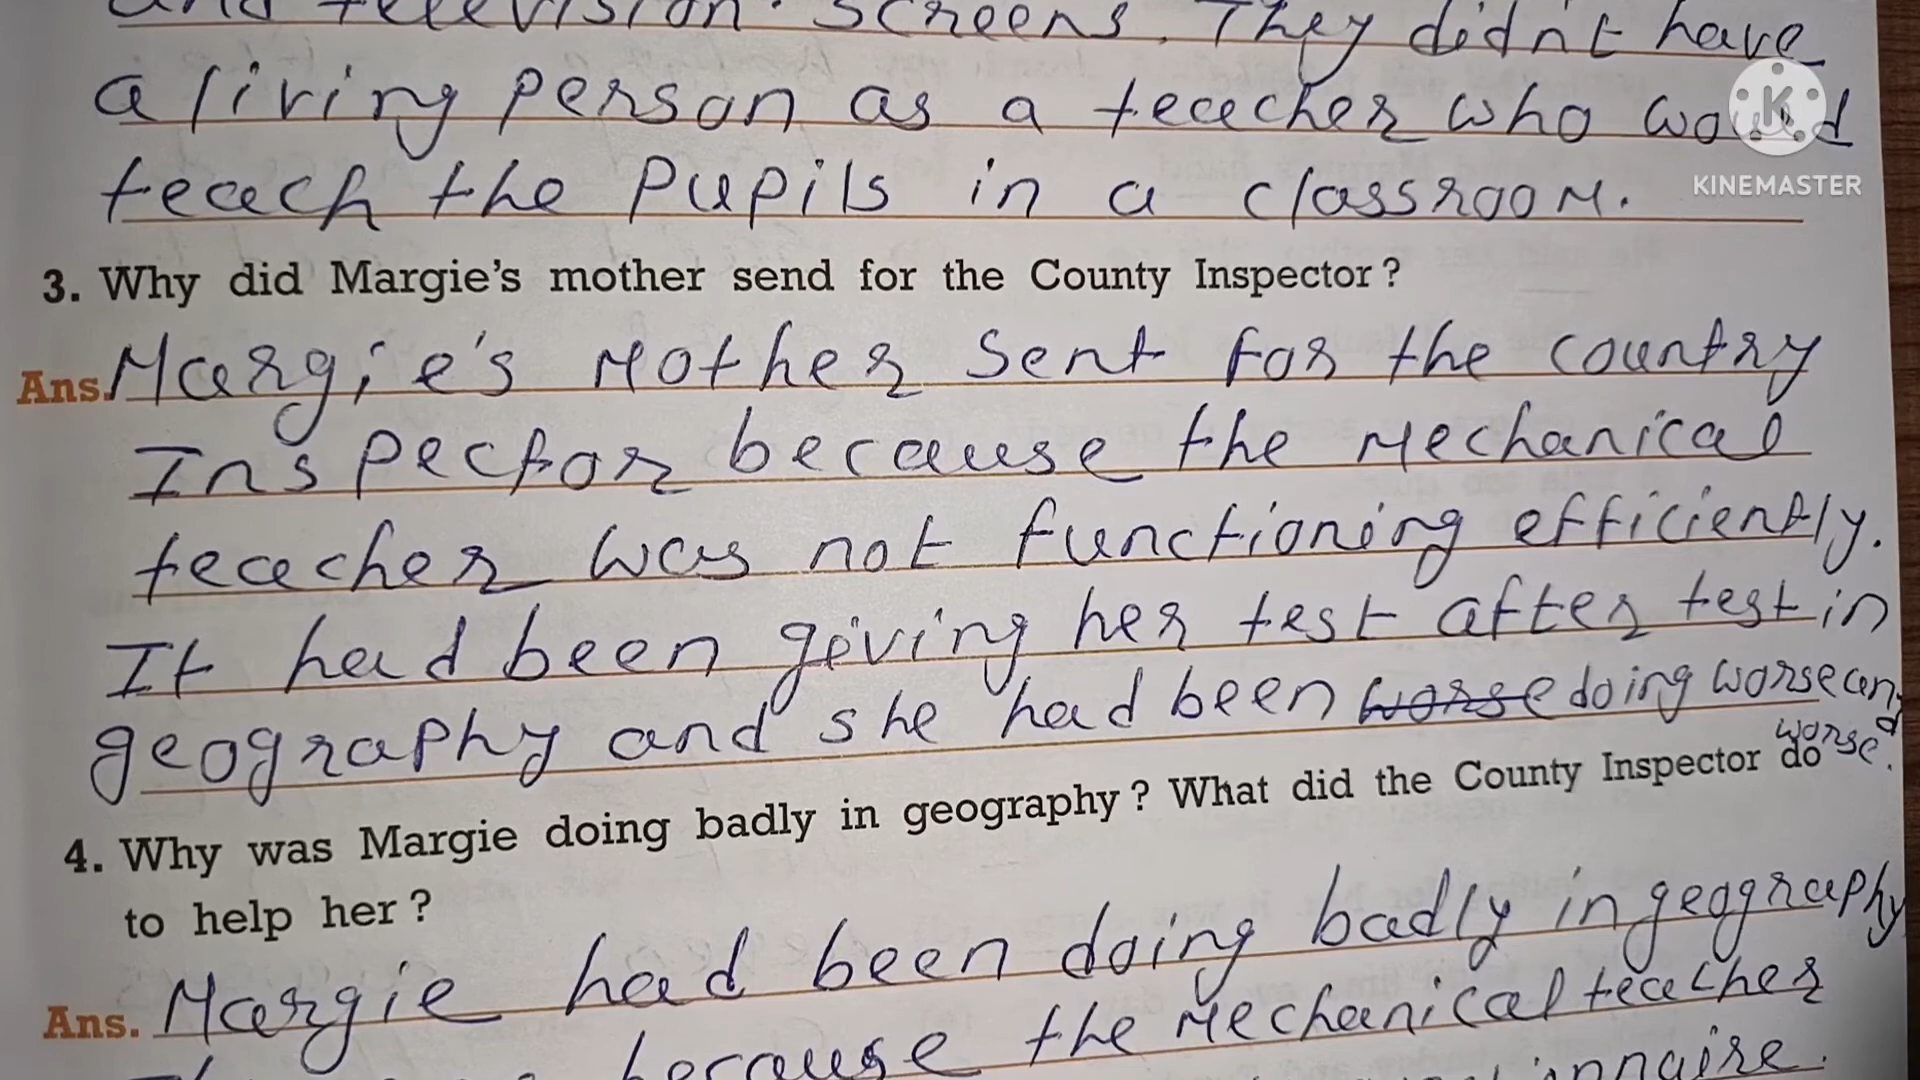 and television screens. They didn't have
a living person as a teacher who would
teach the Pupils in a classroom.
KINEMASTER
3. Why did Margie's mother send for the County Inspector?
Ans. Margie's Mother Sent for the country
Inspector because the Mechanical
teacher was not functioning efficiently.
It had been giving her test after test in
geography and she had been worse doing worse and
worse.
4. Why was Margie doing badly in geography? What did the County Inspector do
to help her?
Ans. Margie had been doing badly in geography
because the Mechanical teacher